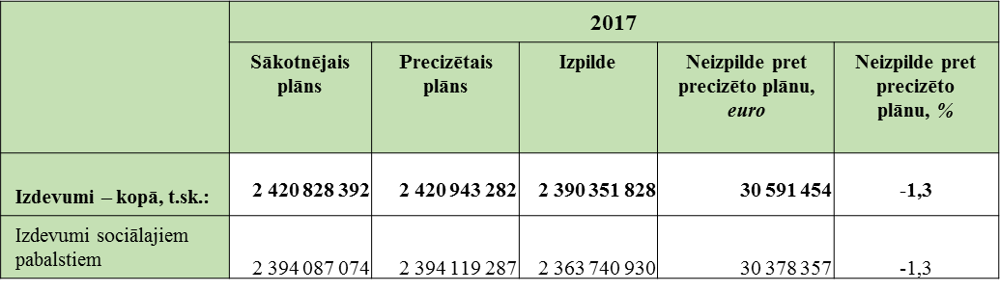 2017
Sākotnējais
plāns
Precizētais
plāns
Izpilde
Neizpilde pret
precizēto plānu,
euro
Neizpilde pret
precizēto
plānu, %
Izdevumi – kopā, t.sk.:
2 420 828 392
2 420 943 282
2 390 351 828
30 591 454
-1,3
Izdevumi sociālajiem
pabalstiem
2 394 087 074
2 394 119 287
2 363 740 930
30 378 357
-1,3